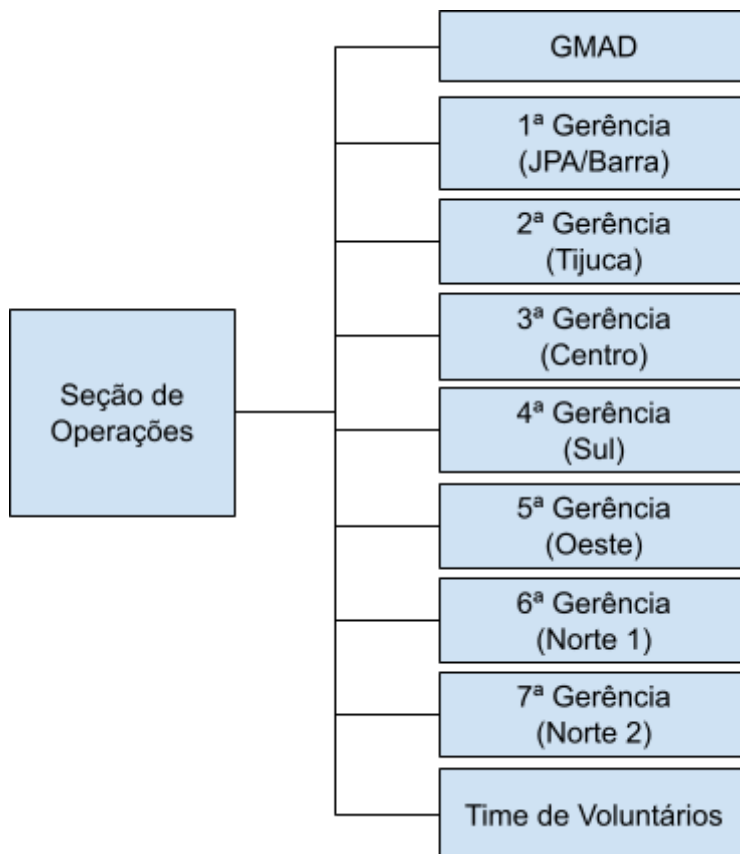 GMAD
1ª Gerência
(JPA/Barra)
2ª Gerência
(Tijuca)
3ª Gerência
(Centro)
Seção de
Operações
4ª Gerência
(Sul)
5ª Gerência
(Oeste)
6ª Gerência
(Norte 1)
7ª Gerência
(Norte 2)
Time de Voluntários